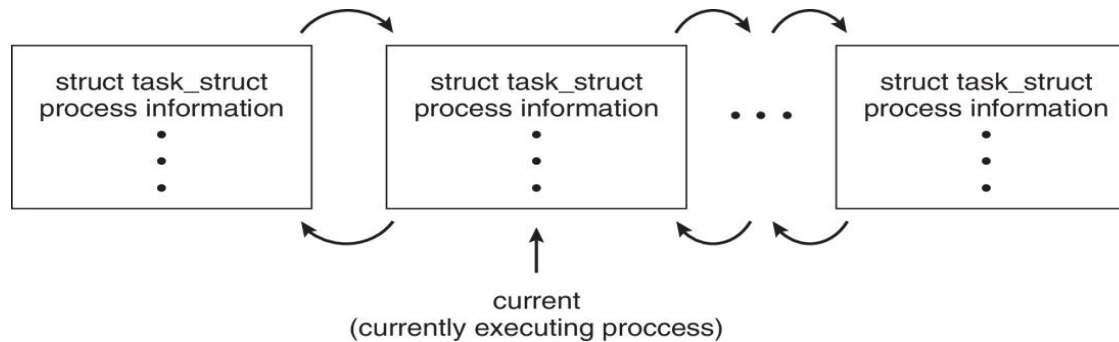 struct task_struct
process information
struct task_struct
process information
struct task_struct
process information
current
(currently executing proccess)